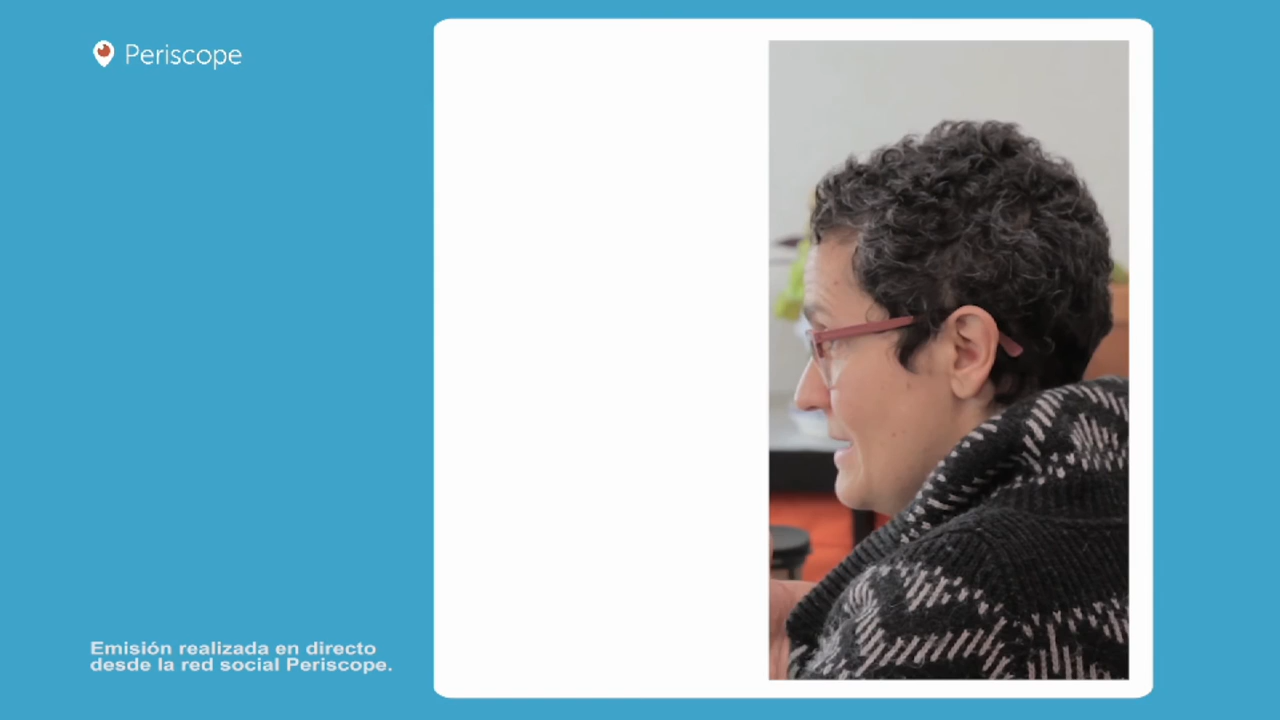 Periscope
Emisión realizada en directo
desde la red social Periscope.